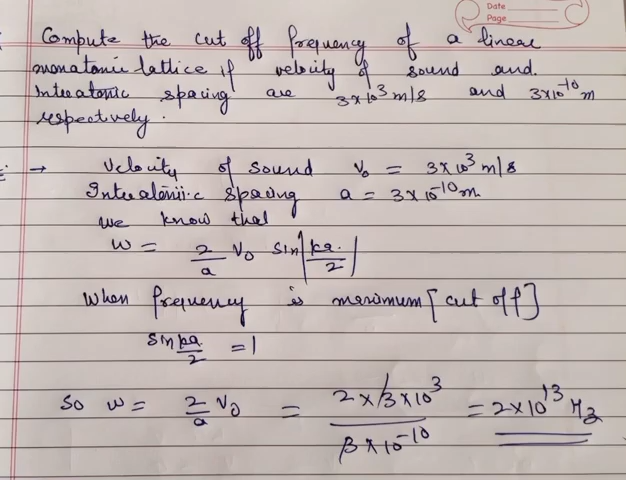 Date
Page
Compute the cut off frequency of a linear
monatomic lattice if velocity of sound and.
Interatomic spacing are 3×10³ m/s and 3×10⁻¹⁰ m
respectively.
→ Velocity of sound V₀ = 3×10³ m/s
Interatomic spacing a = 3×10⁻¹⁰ m
we know that
ω = 2/a V₀ sin|ka/2|
When frequency is maximum [cut off]
sin ka/2 = 1
So ω = 2/a V₀ = 2×3×10³/3×10⁻¹⁰ = 2×10¹³ Hz